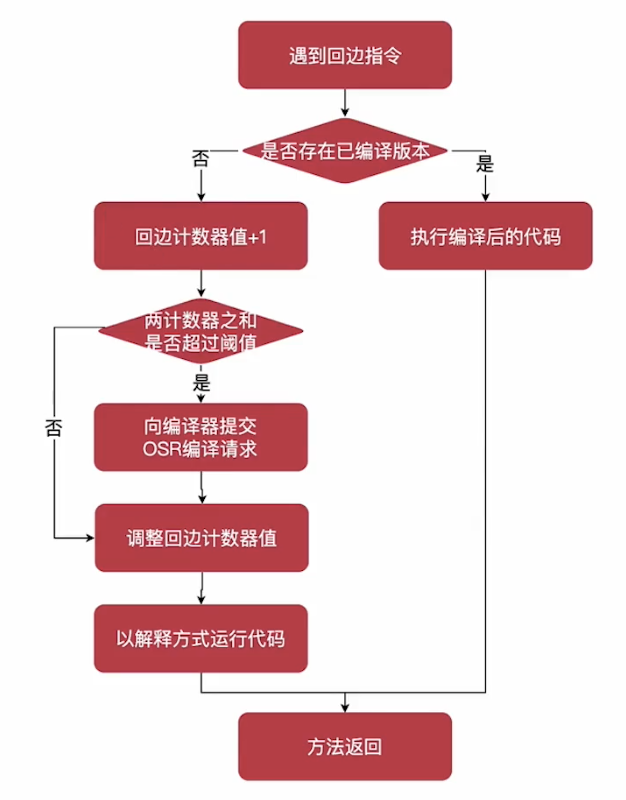 遇到回边指令
是否存在已编译版本
否
是
回边计数器值+1
执行编译后的代码
两计数器之和
是否超过阈值
是
否
向编译器提交
OSR编译请求
调整回边计数器值
以解释方式运行代码
方法返回